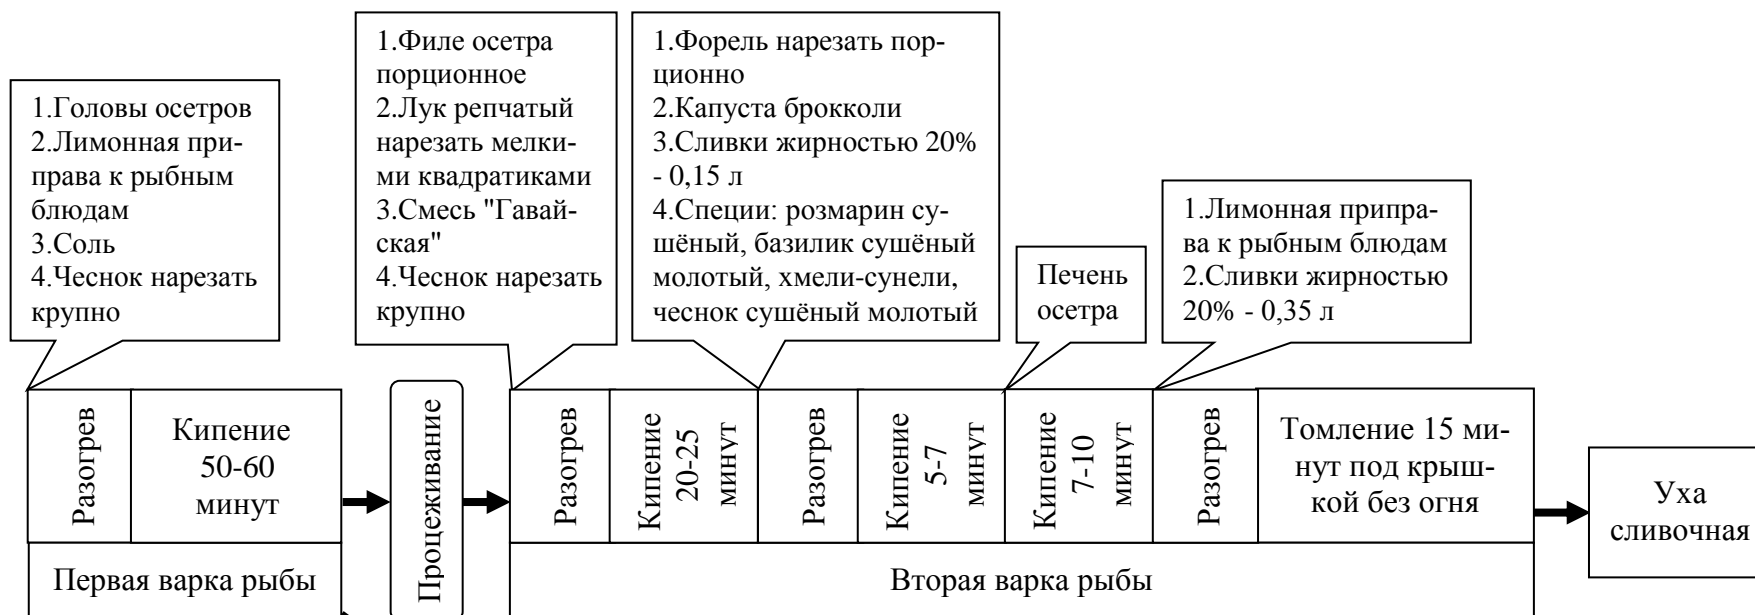 1.Головы осетров
2.Лимонная при-
права к рыбным
блюдам
3.Соль
4.Чеснок нарезать
крупно
1.Филе осетра
порционное
2.Лук репчатый
нарезать мелки-
ми квадратиками
3.Смесь "Гавай-
ская"
4.Чеснок нарезать
крупно
1.Форель нарезать пор-
ционно
2.Капуста брокколи
3.Сливки жирностью 20%
- 0,15 л
4.Специи: розмарин су-
шёный, базилик сушёный
молотый, хмели-сунели,
чеснок сушёный молотый
Печень
осетра
1.Лимонная припра-
ва к рыбным блюдам
2.Сливки жирностью
20% - 0,35 л
Разогрев
Кипение
50-60
минут
Процеживание
Разогрев
Кипение
20-25
минут
Разогрев
Кипение
5-7
минут
Кипение
7-10
минут
Разогрев
Томление 15 ми-
нут под крыш-
кой без огня
Уха
сливочная
Первая варка рыбы
Вторая варка рыбы